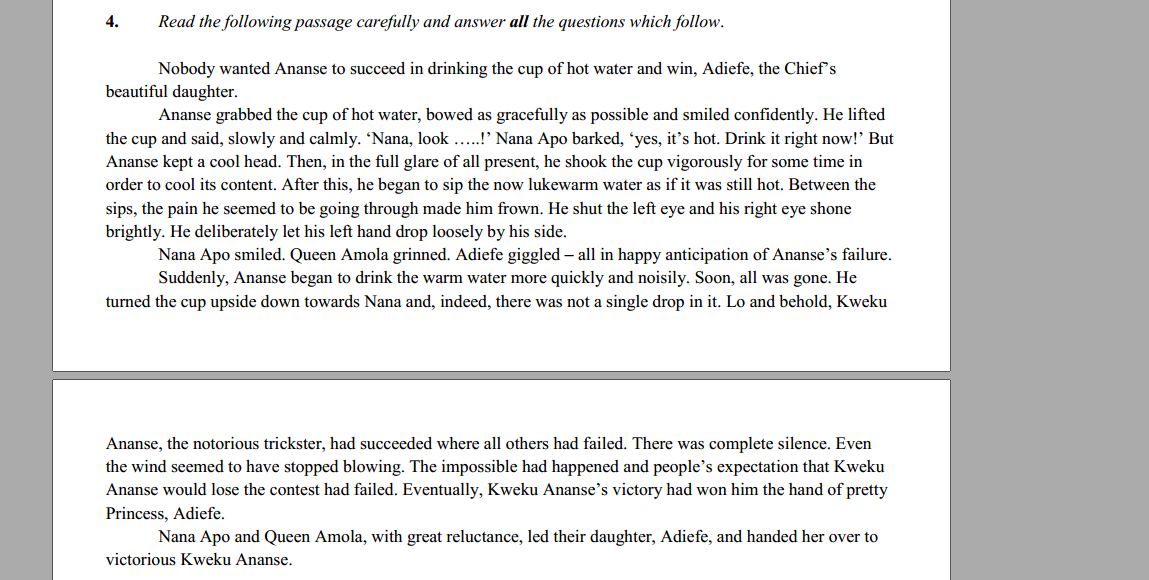 4. Read the following passage carefully and answer all the questions which follow.
Nobody wanted Ananse to succeed in drinking the cup of hot water and win, Adiefe, the Chief's
beautiful daughter.
Ananse grabbed the cup of hot water, bowed as gracefully as possible and smiled confidently. He lifted
the cup and said, slowly and calmly. ‘Nana, look …..!’ Nana Apo barked, ‘yes, it’s hot. Drink it right now!’ But
Ananse kept a cool head. Then, in the full glare of all present, he shook the cup vigorously for some time in
order to cool its content. After this, he began to sip the now lukewarm water as if it was still hot. Between the
sips, the pain he seemed to be going through made him frown. He shut the left eye and his right eye shone
brightly. He deliberately let his left hand drop loosely by his side.
Nana Apo smiled. Queen Amola grinned. Adiefe giggled – all in happy anticipation of Ananse’s failure.
Suddenly, Ananse began to drink the warm water more quickly and noisily. Soon, all was gone. He
turned the cup upside down towards Nana and, indeed, there was not a single drop in it. Lo and behold, Kweku
Ananse, the notorious trickster, had succeeded where all others had failed. There was complete silence. Even
the wind seemed to have stopped blowing. The impossible had happened and people’s expectation that Kweku
Ananse would lose the contest had failed. Eventually, Kweku Ananse’s victory had won him the hand of pretty
Princess, Adiefe.
Nana Apo and Queen Amola, with great reluctance, led their daughter, Adiefe, and handed her over to
victorious Kweku Ananse.